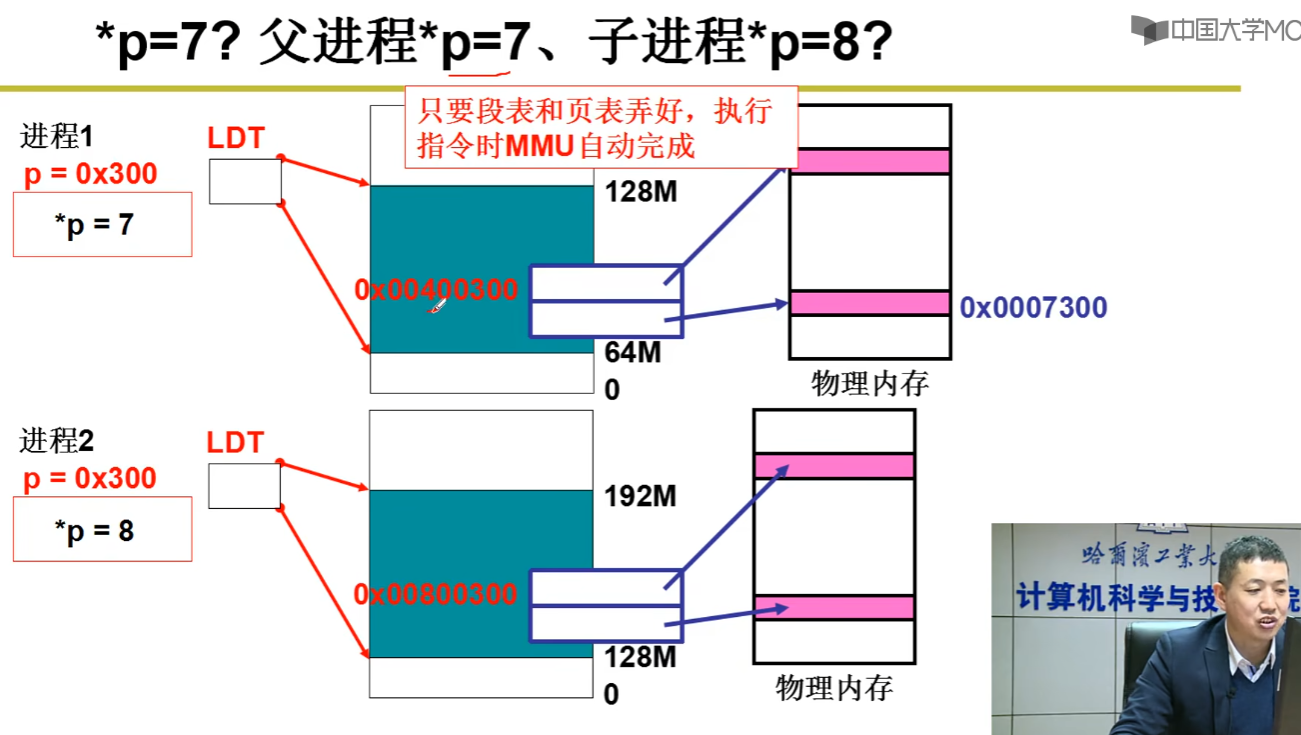 *p=7? 父进程*p=7、子进程*p=8?
中国大学MO
只要段表和页表弄好，执行
指令时MMU自动完成
进程1
LDT
p = 0x300
*p = 7
128M
0x00400300
64M
0
0x0007300
物理内存
进程2
LDT
p = 0x300
*p = 8
192M
0x00800300
128M
0
物理内存
哈尔滨工业大
计算机科学与技 院